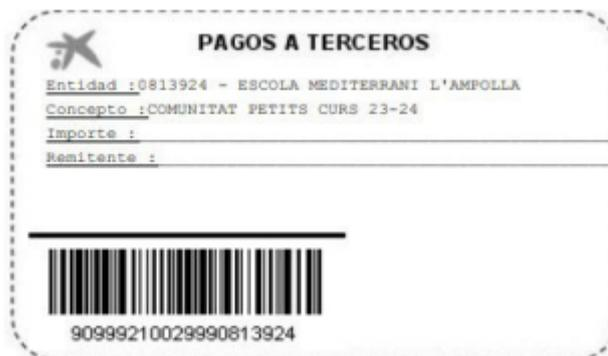 PAGOS A TERCEROS
Entidad :0813924 - ESCOLA MEDITERRANI L'AMPOLLA
Concepto :COMUNITAT PETITS CURS 23-24
Importe :
Remitente :
90999210029990813924